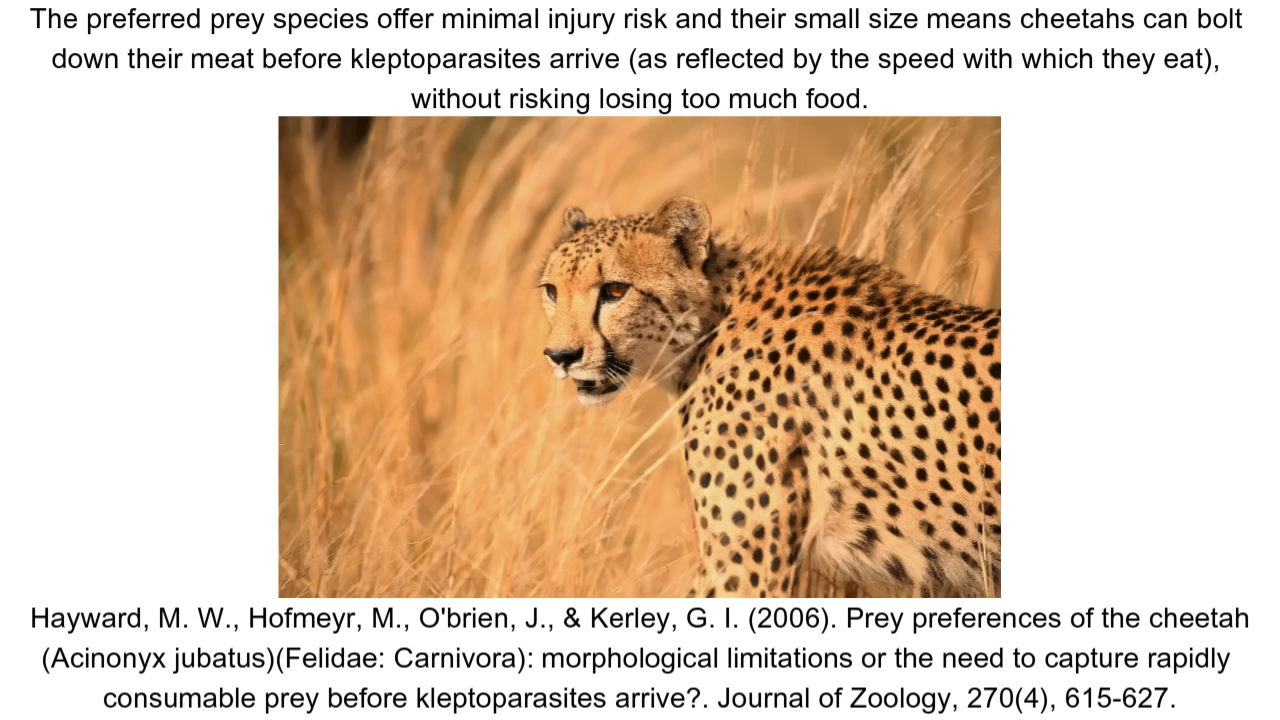 The preferred prey species offer minimal injury risk and their small size means cheetahs can bolt
down their meat before kleptoparasites arrive (as reflected by the speed with which they eat),
without risking losing too much food.
Hayward, M. W., Hofmeyr, M., O'brien, J., & Kerley, G. I. (2006). Prey preferences of the cheetah
(Acinonyx jubatus)(Felidae: Carnivora): morphological limitations or the need to capture rapidly
consumable prey before kleptoparasites arrive?. Journal of Zoology, 270(4), 615-627.